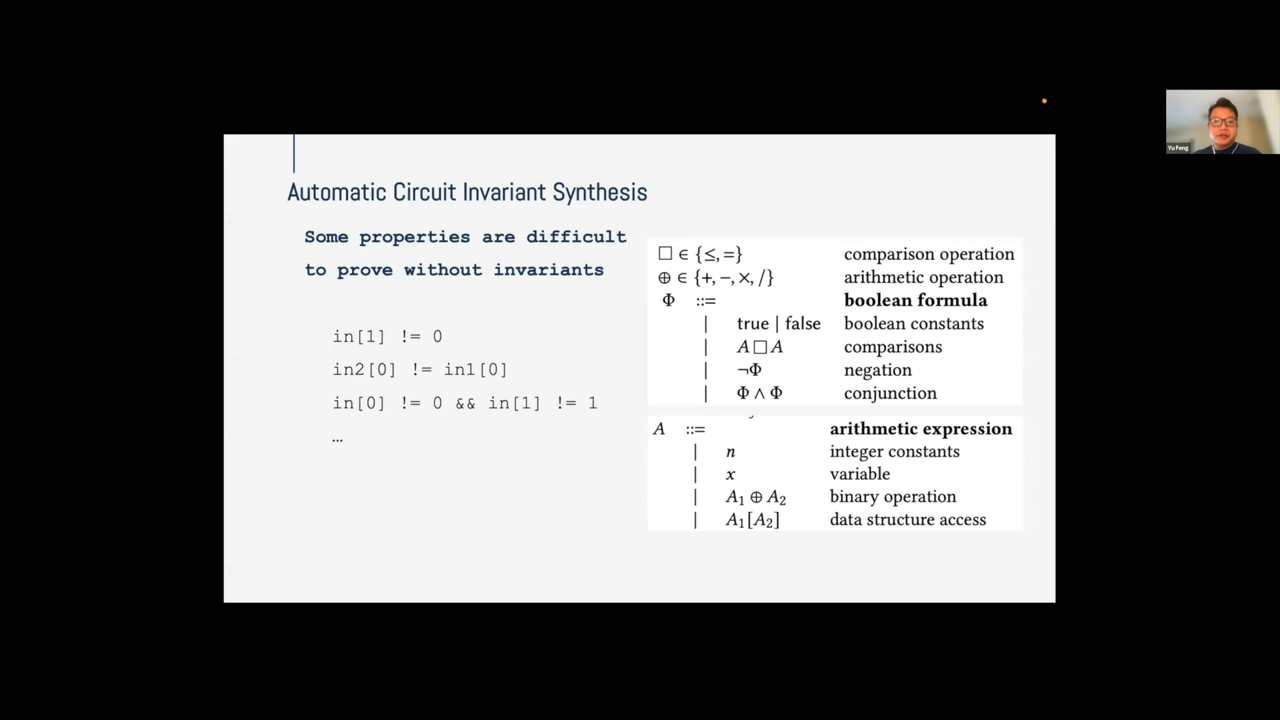 Yu Feng
Automatic Circuit Invariant Synthesis
Some properties are difficult
to prove without invariants
in[1] != 0
in2[0] != in1[0]
in[0] != 0 && in[1] != 1
…
□ ∈ {≤, =} comparison operation
⊕ ∈ {+, −, ×, /} arithmetic operation
Φ ::= boolean formula
| true | false boolean constants
| A □ A comparisons
| ¬Φ negation
| Φ ∧ Φ conjunction
A ::= arithmetic expression
| n integer constants
| x variable
| A₁ ⊕ A₂ binary operation
| A₁[A₂] data structure access